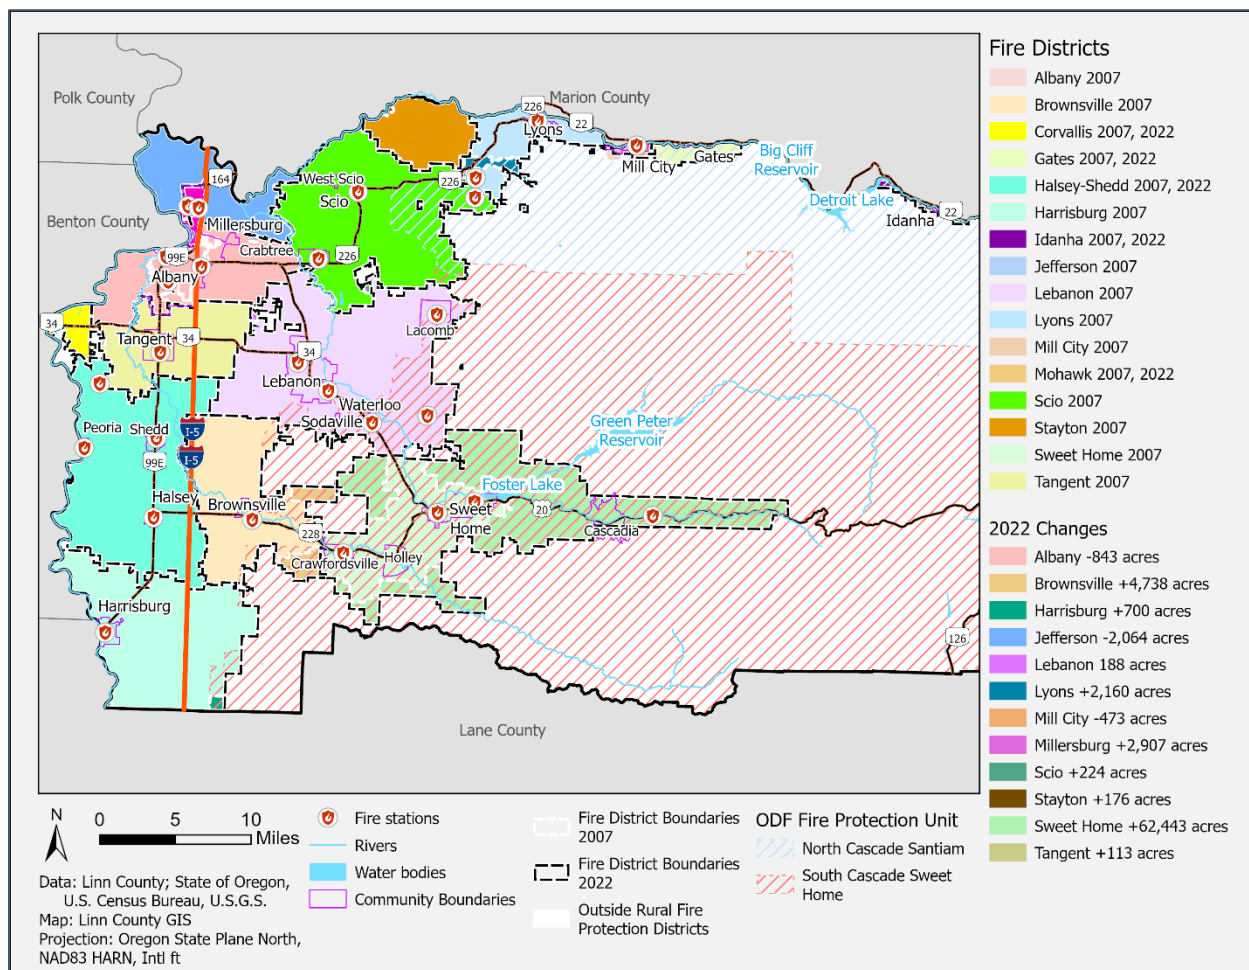 Polk County
Marion County
226
22
Lyons
Mill City
Gates
Big Cliff
Reservoir
Detroit Lake
Idanha
22
164
West Scio
Scio
226
Benton County
Millersburg
Crabtree
99E
226
Albany
34
Tangent
34
Lacomb
34
Lebanon
Waterloo
Sodaville
Green Peter
Reservoir
Peoria
Shedd
I-5
I-5
99E
Halsey
Brownsville
Foster Lake
Sweet
Home
20
Cascadia
228
Crawfordsville
Holley
Harrisburg
126
Lane County
Fire Districts
Albany 2007
Brownsville 2007
Corvallis 2007, 2022
Gates 2007, 2022
Halsey-Shedd 2007, 2022
Harrisburg 2007
Idanha 2007, 2022
Jefferson 2007
Lebanon 2007
Lyons 2007
Mill City 2007
Mohawk 2007, 2022
Scio 2007
Stayton 2007
Sweet Home 2007
Tangent 2007
2022 Changes
Albany -843 acres
Brownsville +4,738 acres
Harrisburg +700 acres
Jefferson -2,064 acres
Lebanon 188 acres
Lyons +2,160 acres
Mill City -473 acres
Millersburg +2,907 acres
Scio +224 acres
Stayton +176 acres
Sweet Home +62,443 acres
Tangent +113 acres
N
0 5 10
Miles
Data: Linn County; State of Oregon,
U.S. Census Bureau, U.S.G.S.
Map: Linn County GIS
Projection: Oregon State Plane North,
NAD83 HARN, Intl ft
Fire stations
Rivers
Water bodies
Community Boundaries
Fire District Boundaries
2007
Fire District Boundaries
2022
Outside Rural Fire
Protection Districts
ODF Fire Protection Unit
North Cascade Santiam
South Cascade Sweet
Home